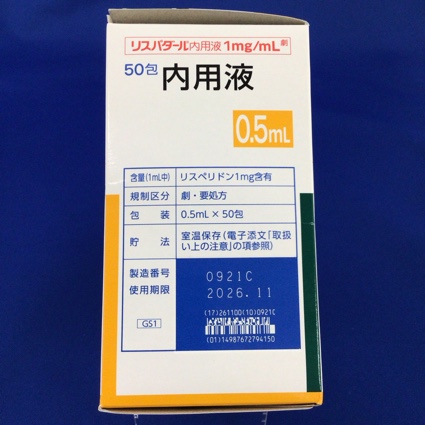 リスパダール内用液1mg/mL 劇
50包 内用液
0.5mL
含量(1mL中) リスペリドン1mg含有
規制区分 劇・要処方
包装 0.5mL×50包
貯法 室温保存(電子添文「取扱い上の注意」の項参照)
製造番号 0921C
使用期限 2026.11
(17)261100(10)0921C
GS1
(01)14987672794150